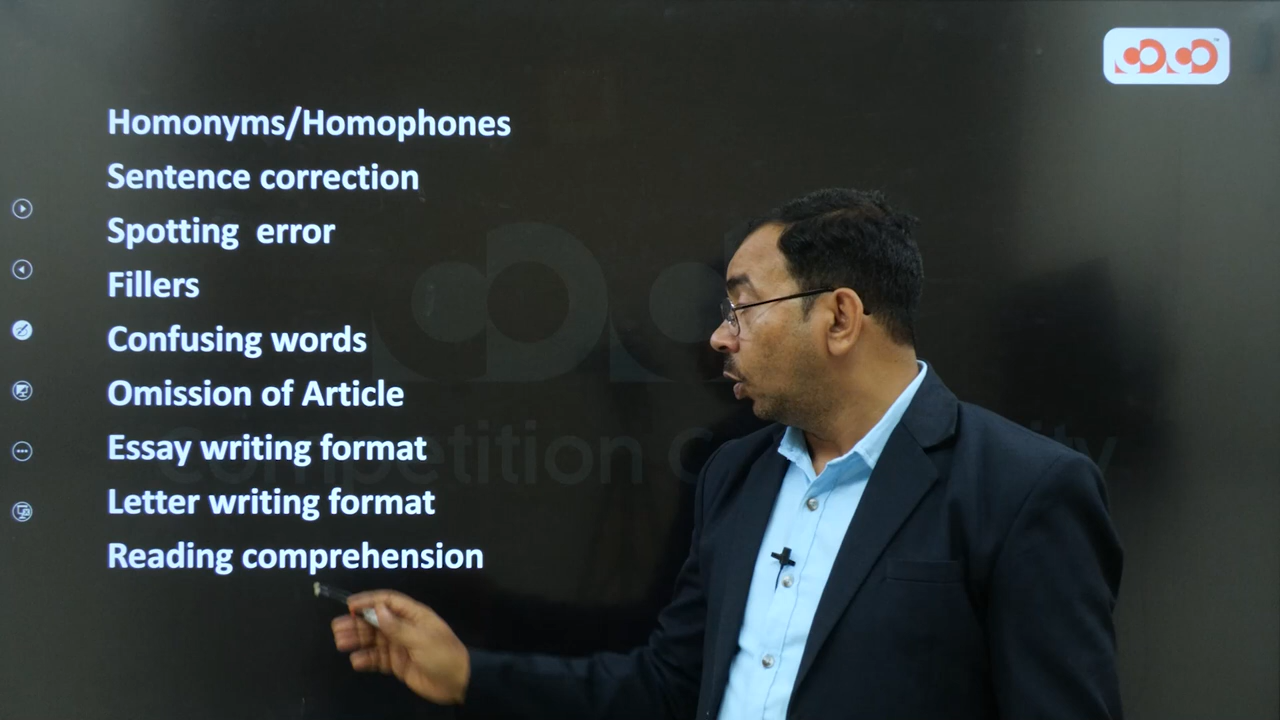 Homonyms/Homophones
Sentence correction
Spotting error
Fillers
Confusing words
Omission of Article
Essay writing format
Letter writing format
Reading comprehension
Competition